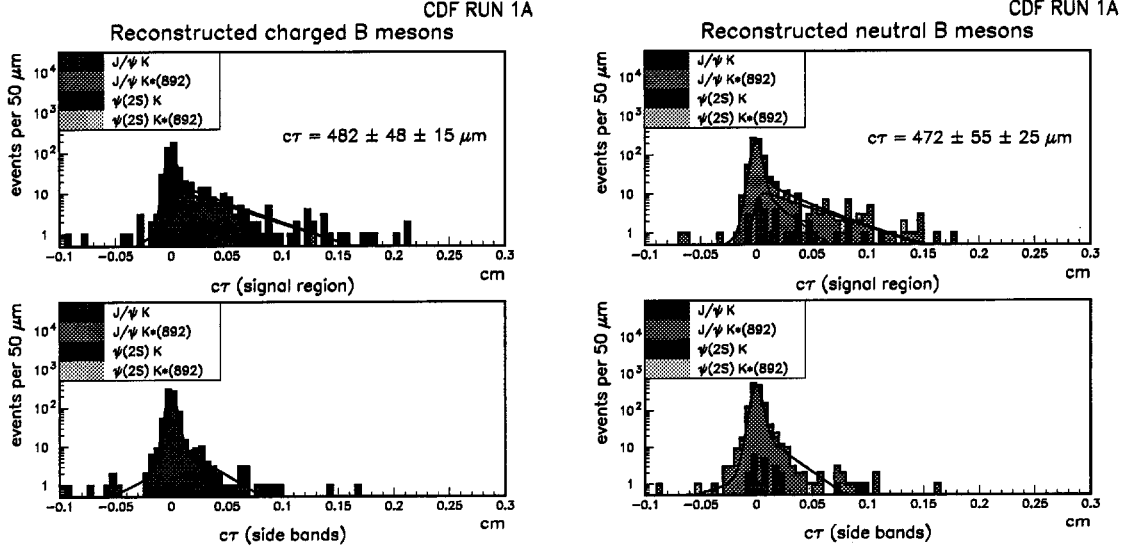 CDF RUN 1A
Reconstructed charged B mesons
events per 50 μm
10⁴
10³
10²
10
1
J/ψ K
J/ψ K*(892)
ψ(2S) K
ψ(2S) K*(892)
cτ = 482 ± 48 ± 15 μm
-0.1 -0.05 0 0.05 0.1 0.15 0.2 0.25 0.3
cm
cτ (signal region)
events per 50 μm
10⁴
10³
10²
10
1
J/ψ K
J/ψ K*(892)
ψ(2S) K
ψ(2S) K*(892)
-0.1 -0.05 0 0.05 0.1 0.15 0.2 0.25 0.3
cm
cτ (side bands)
CDF RUN 1A
Reconstructed neutral B mesons
events per 50 μm
10⁴
10³
10²
10
1
J/ψ K
J/ψ K*(892)
ψ(2S) K
ψ(2S) K*(892)
cτ = 472 ± 55 ± 25 μm
-0.1 -0.05 0 0.05 0.1 0.15 0.2 0.25 0.3
cm
cτ (signal region)
events per 50 μm
10⁴
10³
10²
10
1
J/ψ K
J/ψ K*(892)
ψ(2S) K
ψ(2S) K*(892)
-0.1 -0.05 0 0.05 0.1 0.15 0.2 0.25 0.3
cm
cτ (side bands)